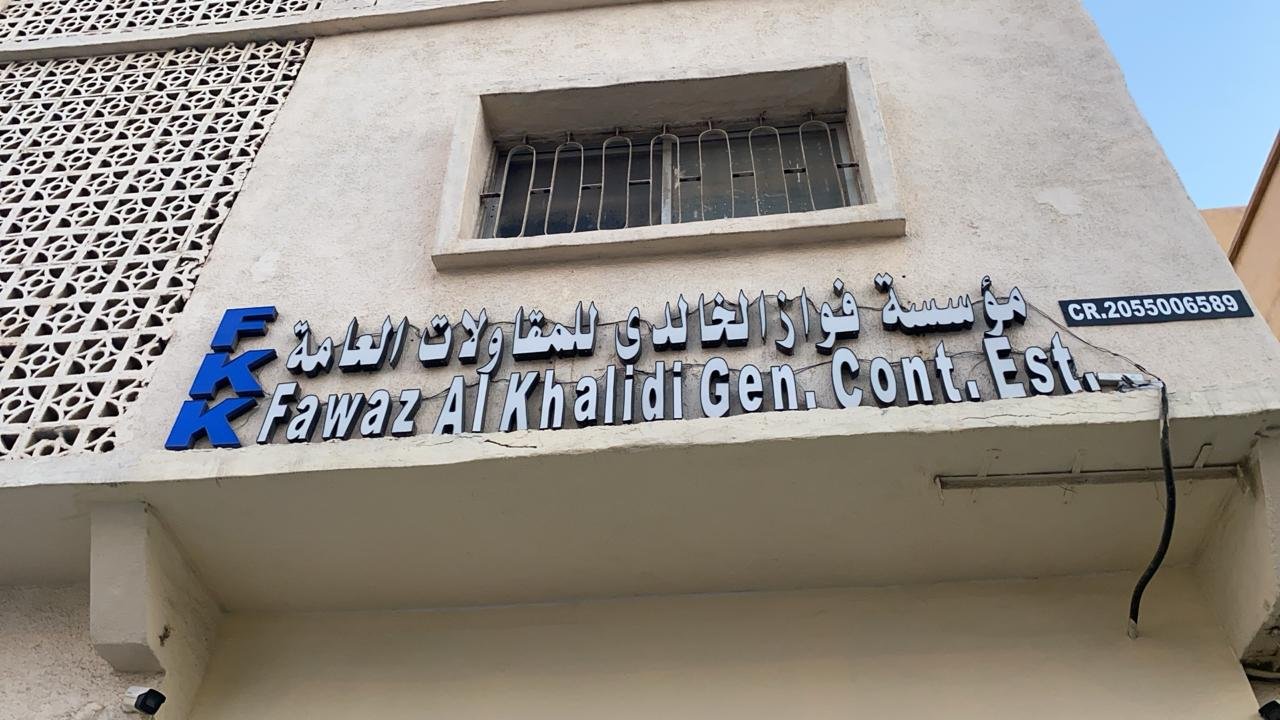 مؤسسة فواز الخالدى للمقاولات العامة
CR.2055006589
FKK
Fawaz Al Khalidi Gen. Cont. Est.